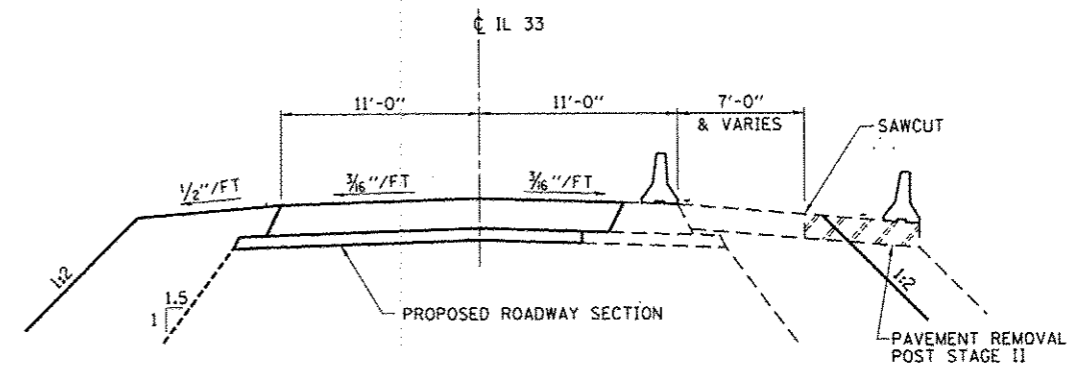 ℄ IL 33
11'-0" 11'-0" 7'-0"
& VARIES
SAWCUT
1/2"/FT 3/16"/FT 3/16"/FT
1:2
1.5
1
PROPOSED ROADWAY SECTION
1:2
PAVEMENT REMOVAL
POST STAGE II